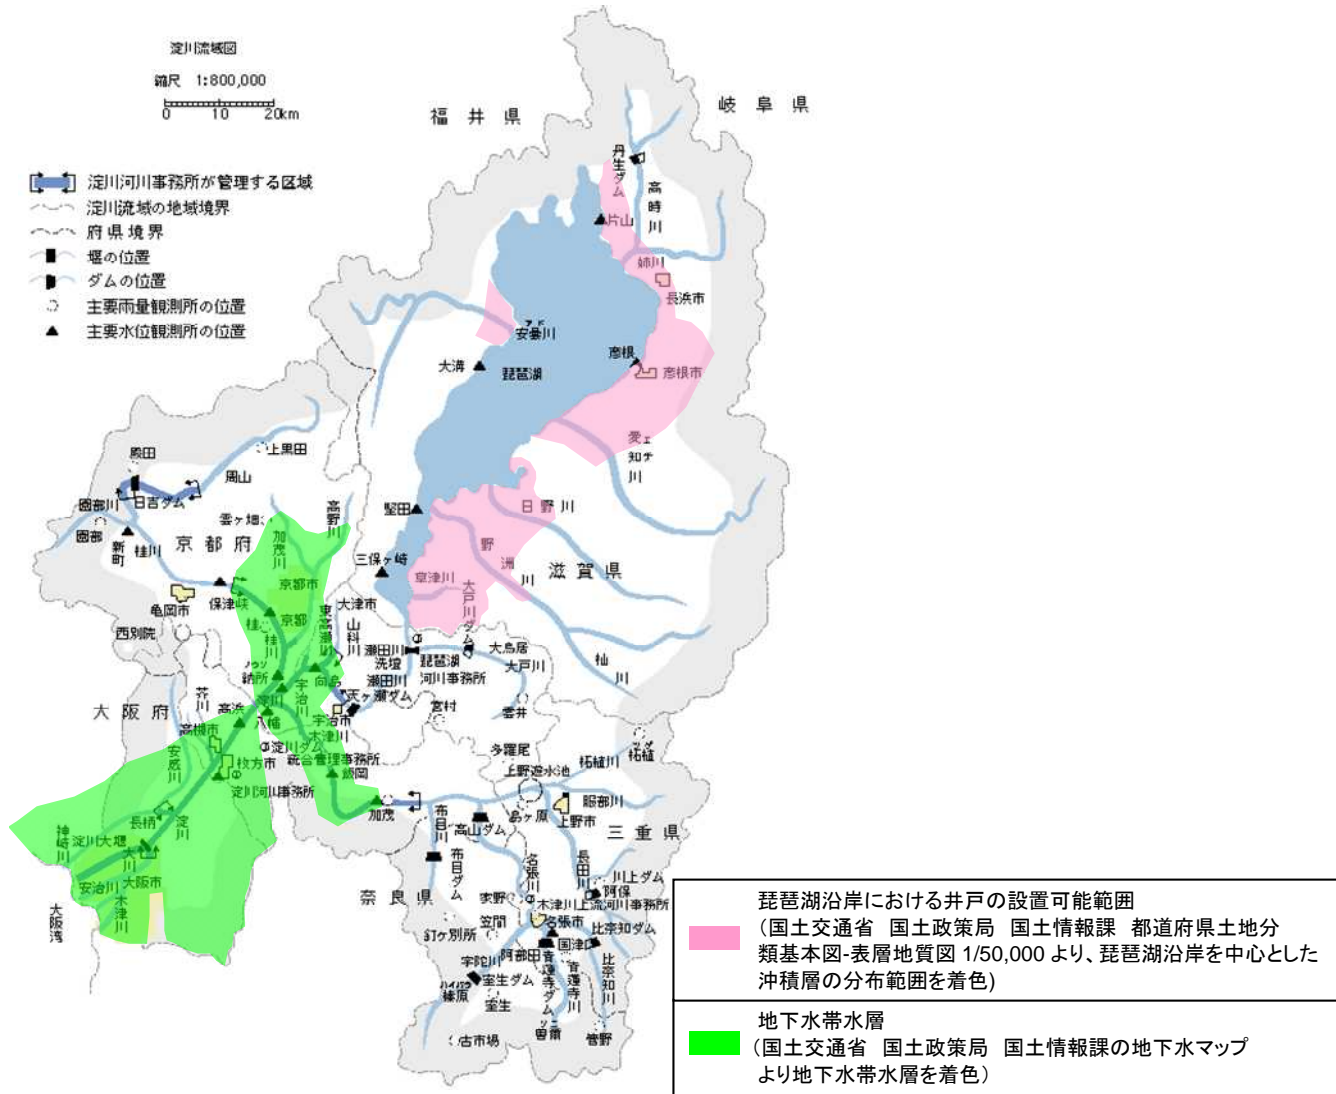 淀川流域図
縮尺 1:800,000
0 10 20km
福井県
岐阜県
淀川河川事務所が管理する区域
淀川流域の地域境界
府県境界
堰の位置
ダムの位置
主要雨量観測所の位置
主要水位観測所の位置
丹生ダム
高時川
片山
姉川
長浜市
アド
安曇川
大溝
琵琶湖
彦根
彦根市
愛知川
エチ
殿田
上黒田
周山
園部川
日吉ダム
雲ヶ畑
高野川
加茂川
園部
新町
桂川
京都府
堅田
日野川
野洲川
滋賀県
三保ヶ崎
草津川
大戸川ダム
京都市
保津峡
亀岡市
京都
桂
桂川
大津市
山科川
西別院
瀬田川
洗堰
琵琶湖
河川事務所
大鳥居
大戸川
杣川
納所
向島
宇治川
瀬田川
天ヶ瀬ダム
雲井
宮村
大阪府
芥川
高浜
淀川
八幡
宇治市
木津川
高槻市
安威川
枚方市
淀川ダム
統合管理事務所
飯岡
多羅尾
上野遊水池
柘植川
柘植
淀川河川事務所
加茂
布目川
高山ダム
島ヶ原
上野市
服部川
三重県
長柄
淀川
神崎川
淀川大堰
大川
安治川
大阪市
木津川
大阪湾
奈良県
布目ダム
名張川
長田川
川上ダム
阿保
家野
木津川上流河川事務所
笠間
名張市
比奈知ダム
釘ヶ別所
国津
阿部田
宇陀川
室生ダム
青蓮寺ダム
青蓮寺川
比奈知川
ハイバラ
榛原
室生
古市場
曽爾
菅野
琵琶湖沿岸における井戸の設置可能範囲
(国土交通省 国土政策局 国土情報課 都道府県土地分
類基本図-表層地質図 1/50,000 より、琵琶湖沿岸を中心とした
沖積層の分布範囲を着色)
地下水帯水層
(国土交通省 国土政策局 国土情報課の地下水マップ
より地下水帯水層を着色)